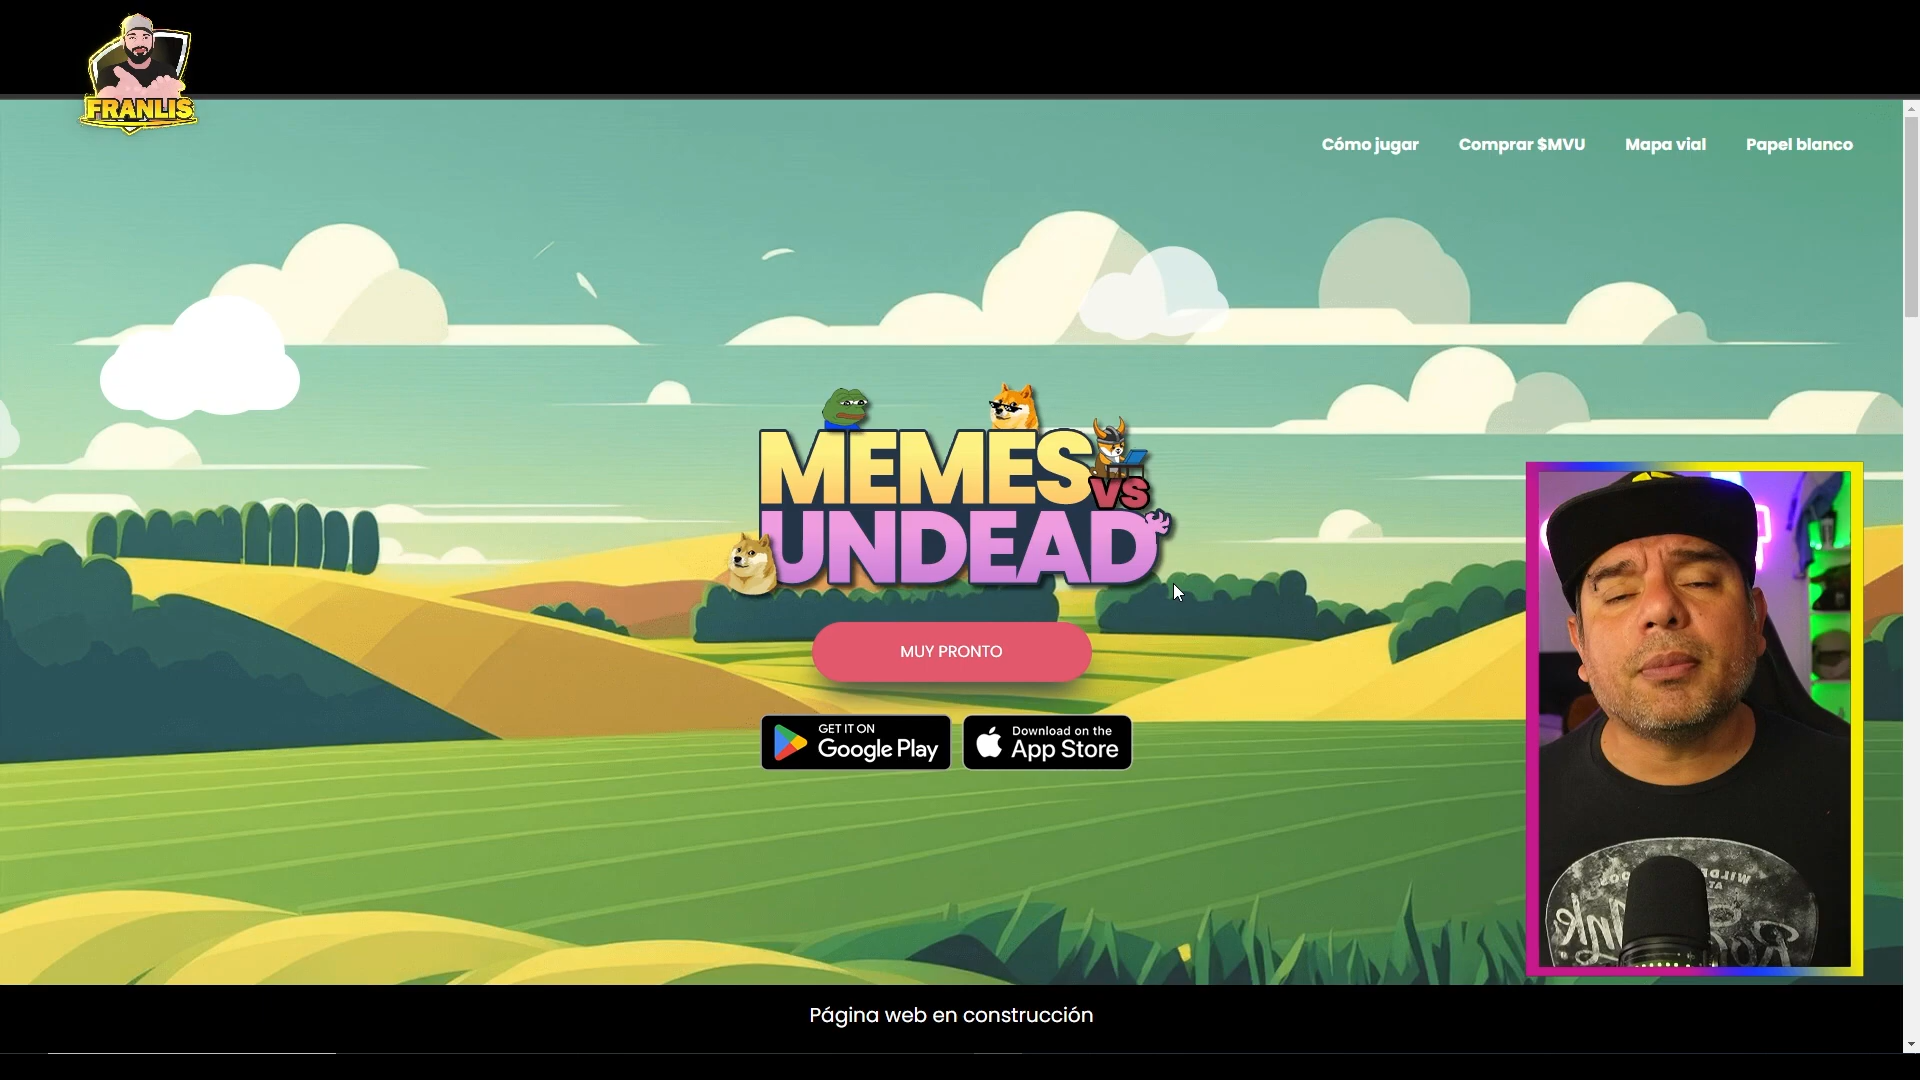 FRANLIS
Cómo jugar Comprar $MVU Mapa vial Papel blanco
MEMES
VS
UNDEAD
MUY PRONTO
GET IT ON
Google Play
Download on the
App Store
Página web en construcción